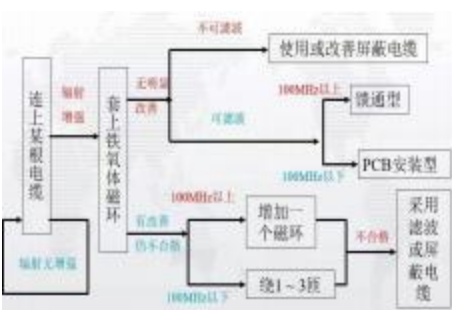 不可滤波
使用或改善屏蔽电缆
连上某根电缆
辐射
增强
套上铁氧体磁环
无明显
改善
100MHz以上
馈通型
可滤波
100MHz以下
PCB安装型
100MHz以上
增加一
个磁环
有改善
仍不合格
不合格
采用
滤波
或屏
蔽电
缆
辐射无增强
100MHz以下
绕1~3匝